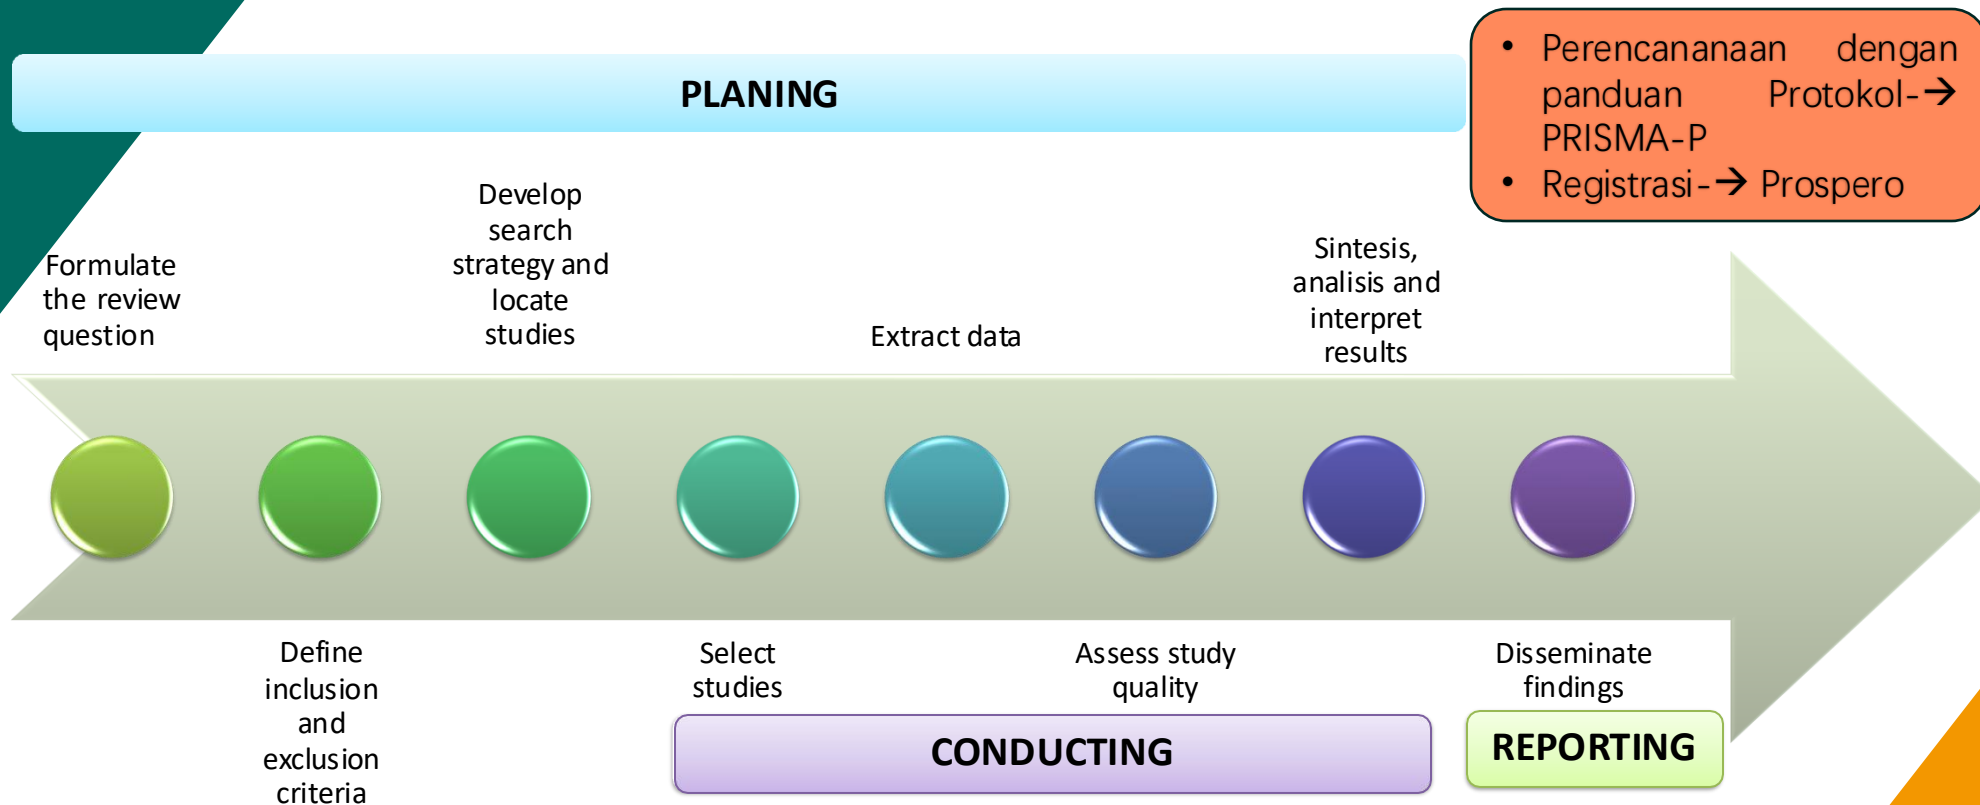 PLANING
• Perencananaan dengan
panduan Protokol-→
PRISMA-P
• Registrasi-→ Prospero
Formulate
the review
question
Develop
search
strategy and
locate
studies
Extract data
Sintesis,
analisis and
interpret
results
Define
inclusion
and
exclusion
criteria
Select
studies
Assess study
quality
Disseminate
findings
CONDUCTING
REPORTING